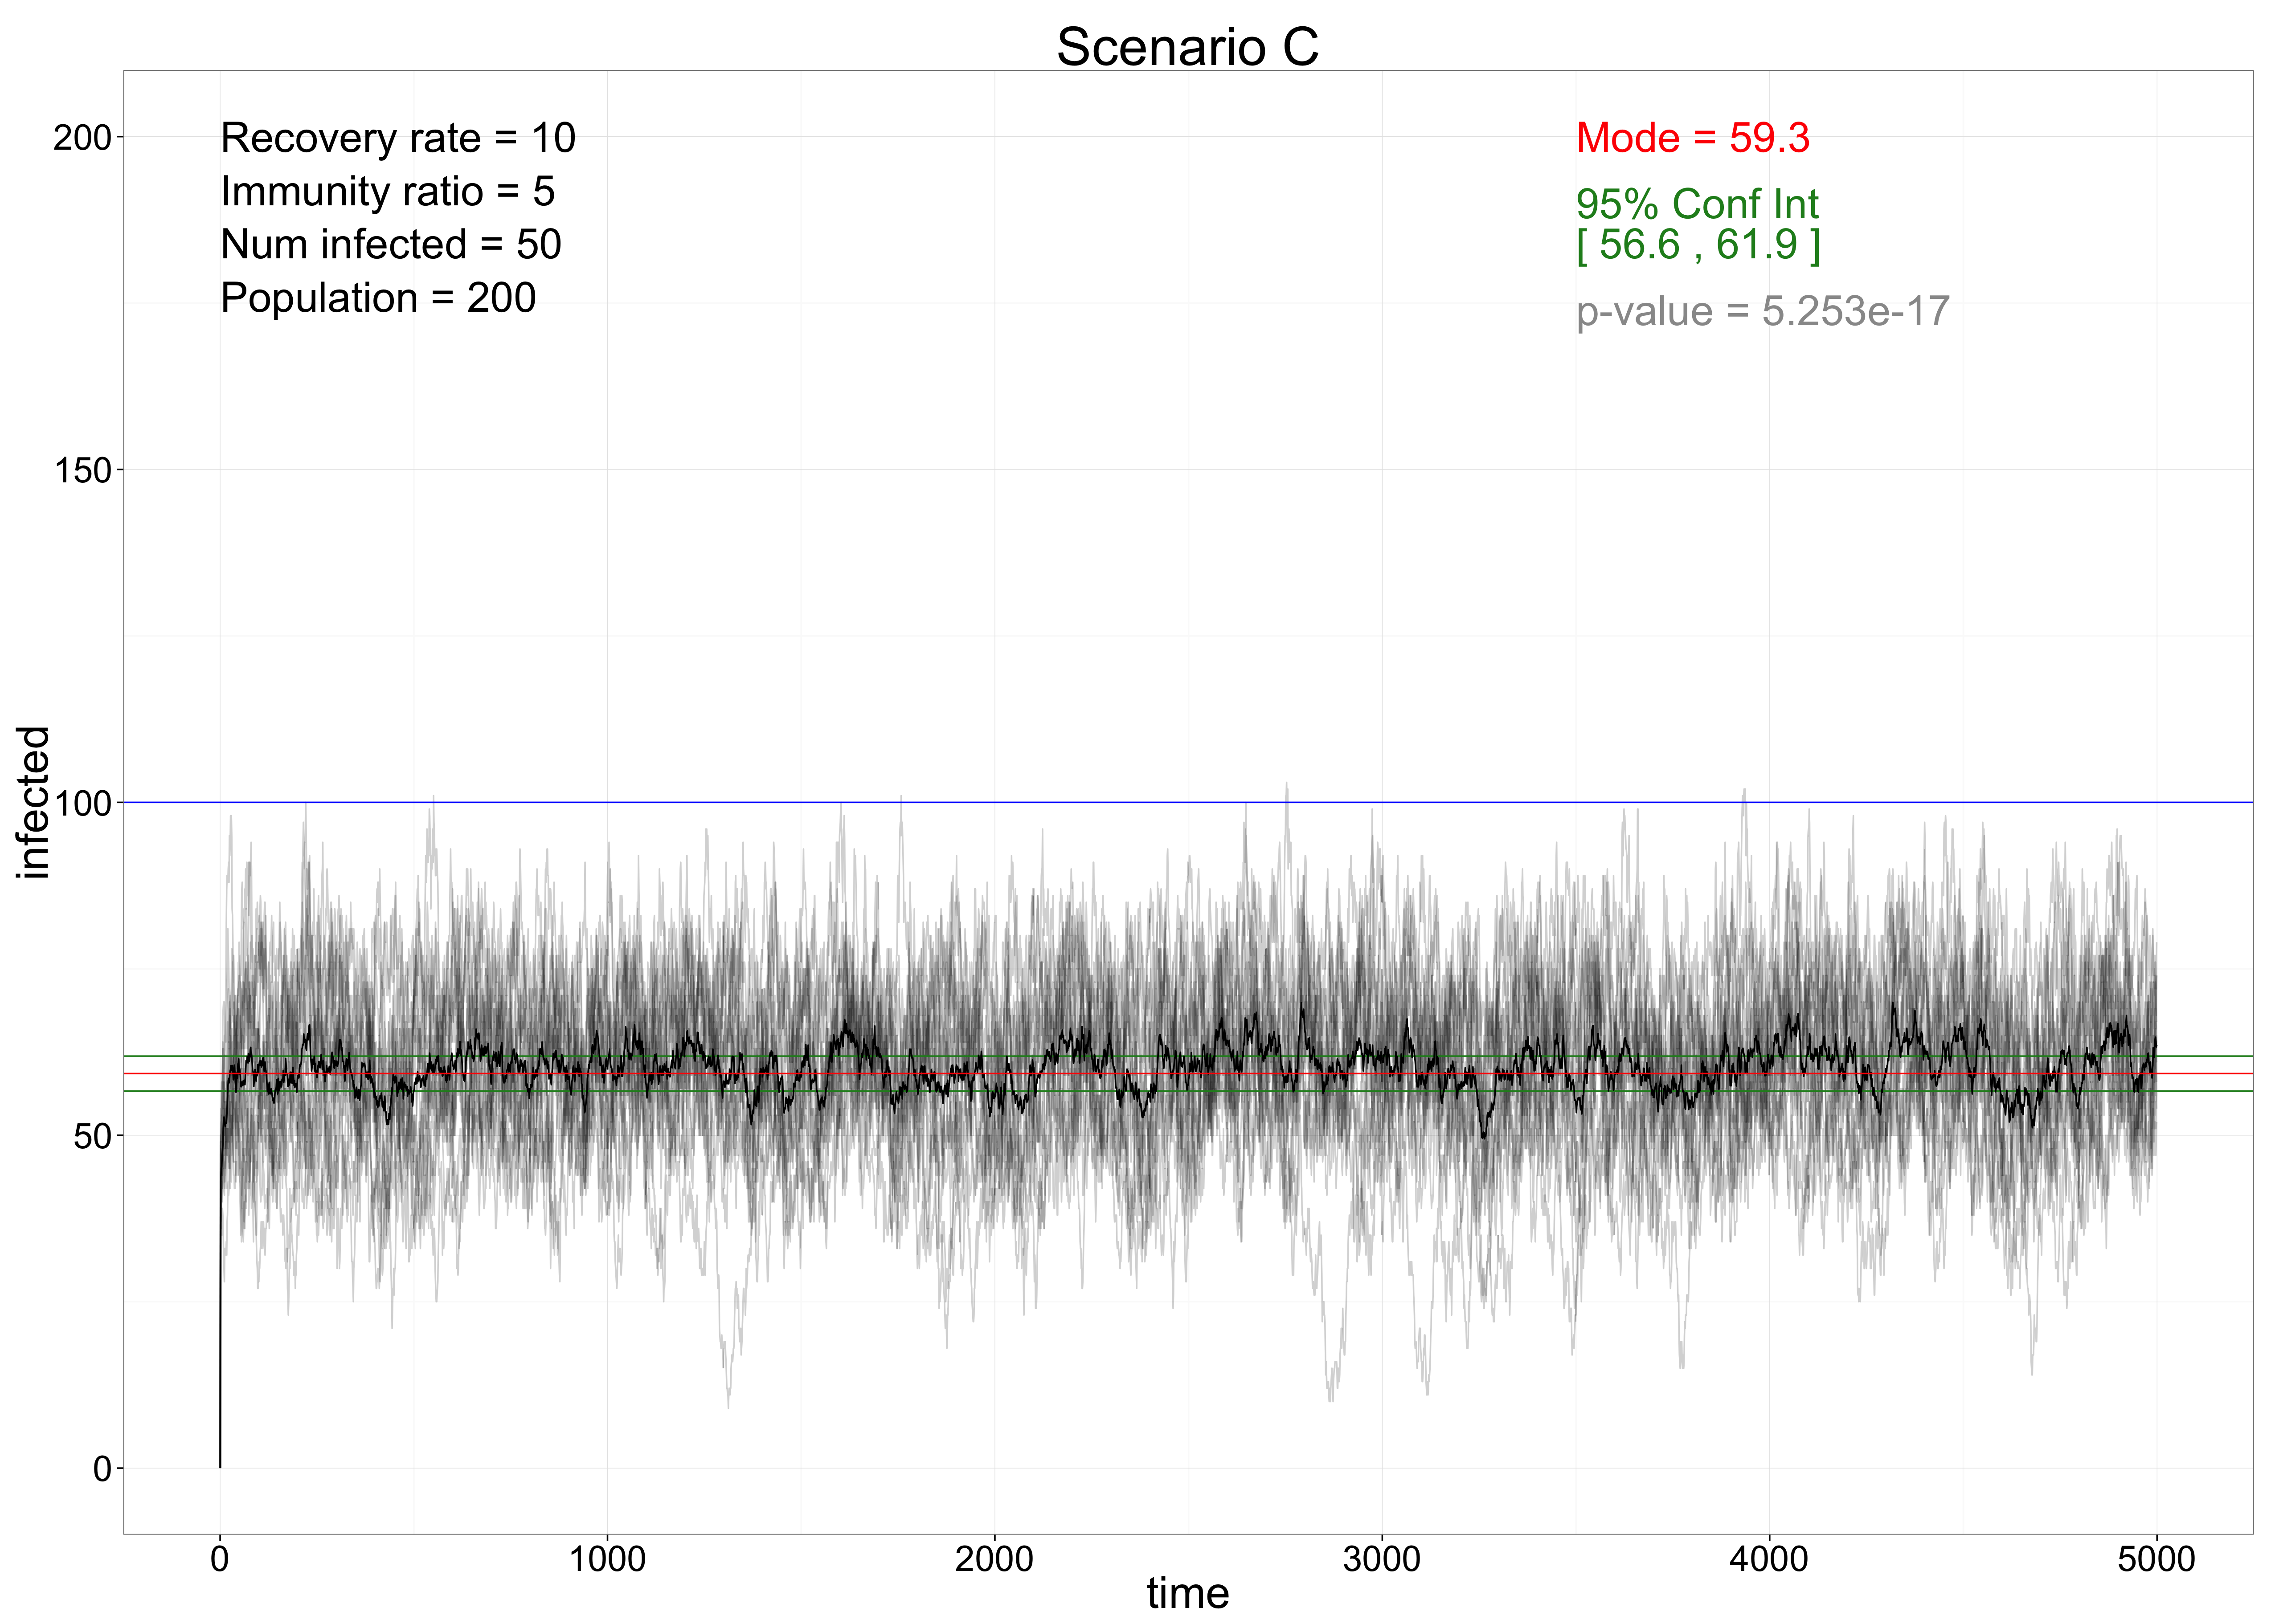 Scenario C
Recovery rate = 10
Immunity ratio = 5
Num infected = 50
Population = 200
Mode = 59.3
95% Conf Int
[ 56.6 , 61.9 ]
p-value = 5.253e-17
infected
200
150
100
50
0
0 1000 2000 3000 4000 5000
time